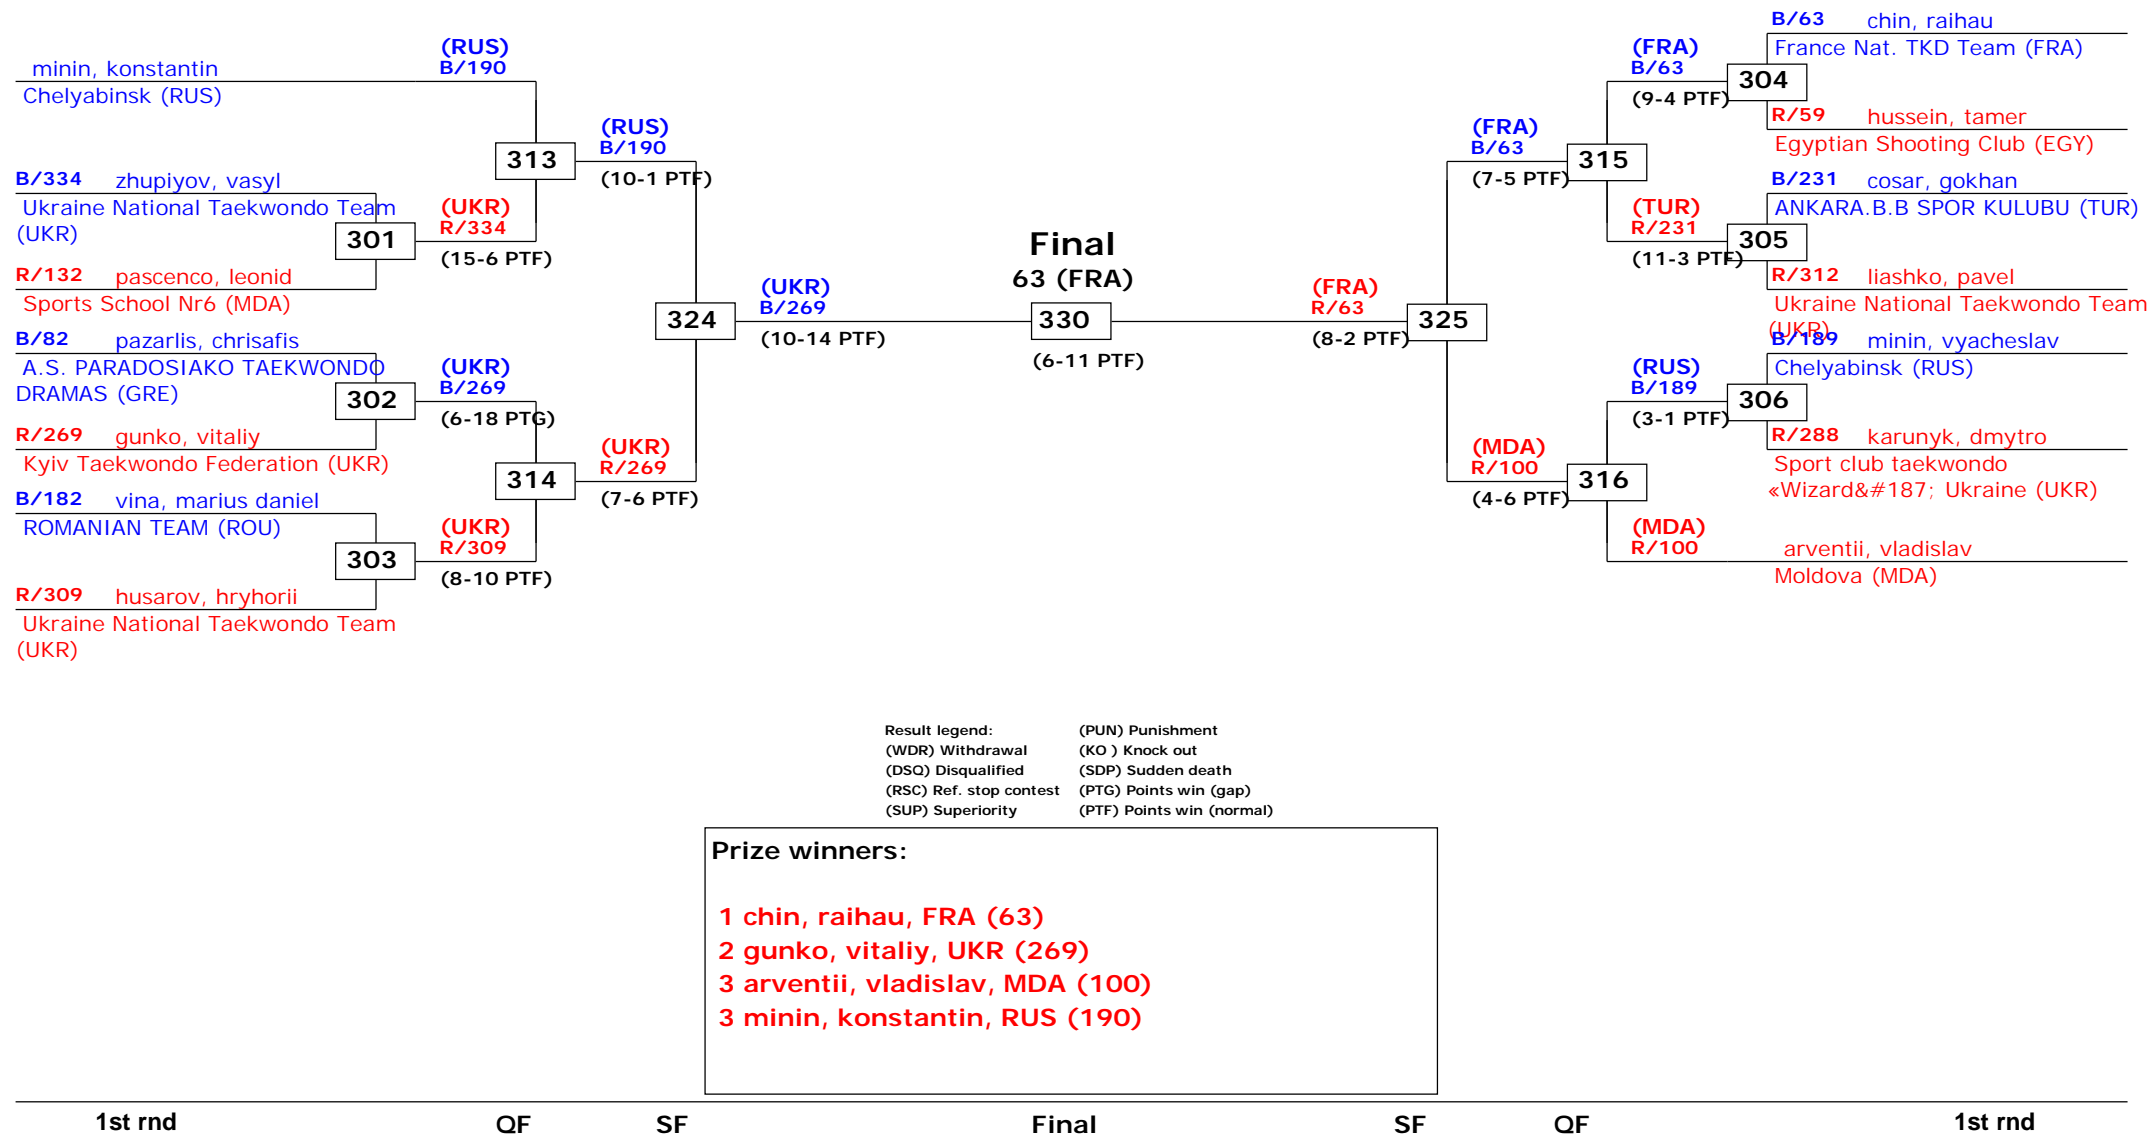 (RUS)
B/190
minin, konstantin
Chelyabinsk (RUS)
313
(RUS)
B/190
(10-1 PTF)
B/334 zhupiyov, vasyl
Ukraine National Taekwondo Team
(UKR)
301
(UKR)
R/334
(15-6 PTF)
R/132 pascenco, leonid
Sports School Nr6 (MDA)
324
(UKR)
B/269
(10-14 PTF)
B/82 pazarlis, chrisafis
A.S. PARADOSIAKO TAEKWONDO
DRAMAS (GRE)
302
(UKR)
B/269
(6-18 PTG)
R/269 gunko, vitaliy
Kyiv Taekwondo Federation (UKR)
314
(UKR)
R/269
(7-6 PTF)
B/182 vina, marius daniel
ROMANIAN TEAM (ROU)
303
(UKR)
R/309
(8-10 PTF)
R/309 husarov, hryhorii
Ukraine National Taekwondo Team
(UKR)
Final
63 (FRA)
330
(6-11 PTF)
(FRA)
R/63
(8-2 PTF)
325
(FRA)
B/63
(7-5 PTF)
315
(FRA)
B/63
(9-4 PTF)
304
B/63 chin, raihau
France Nat. TKD Team (FRA)
R/59 hussein, tamer
Egyptian Shooting Club (EGY)
(TUR)
R/231
(11-3 PTF)
305
B/231 cosar, gokhan
ANKARA.B.B SPOR KULUBU (TUR)
R/312 liashko, pavel
Ukraine National Taekwondo Team
(UKR)
(MDA)
R/100
(4-6 PTF)
316
(RUS)
B/189
(3-1 PTF)
306
B/189 minin, vyacheslav
Chelyabinsk (RUS)
R/288 karunyk, dmytro
Sport club taekwondo
«Wizard&#187; Ukraine (UKR)
(MDA)
R/100
arventii, vladislav
Moldova (MDA)
Result legend: (PUN) Punishment
(WDR) Withdrawal (KO ) Knock out
(DSQ) Disqualified (SDP) Sudden death
(RSC) Ref. stop contest (PTG) Points win (gap)
(SUP) Superiority (PTF) Points win (normal)
Prize winners:
1 chin, raihau, FRA (63)
2 gunko, vitaliy, UKR (269)
3 arventii, vladislav, MDA (100)
3 minin, konstantin, RUS (190)
1st rnd QF SF Final SF QF 1st rnd